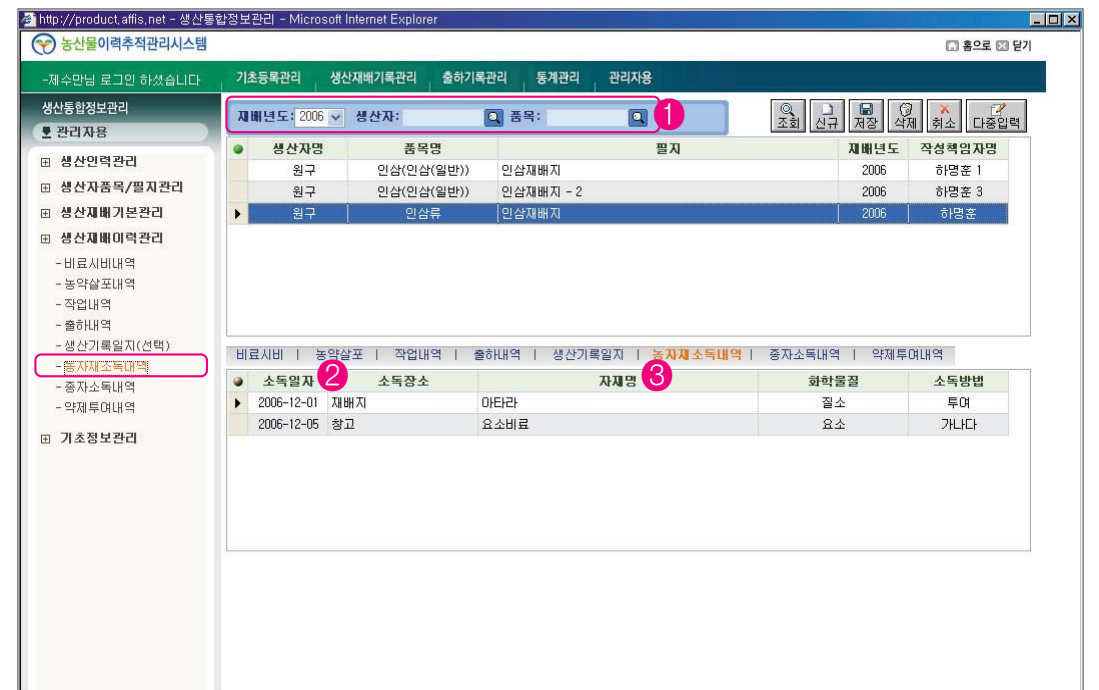 http://product.affis.net - 생산통합정보관리 - Microsoft Internet Explorer
농산물이력추적관리시스템
홈으로 닫기
-제수만님 로그인 하셨습니다
기초등록관리 생산재배기록관리 출하기록관리 통계관리 관리자용
생산통합정보관리
관리자용
재배년도: 2006 생산자: 품목: 1
조회 신규 저장 삭제 취소 다중입력
생산인력관리
생산자품목/필지관리
생산재배기본관리
생산재배이력관리
-비료시비내역
-농약살포내역
-작업내역
-출하내역
-생산기록일지(선택)
-농자재소독내역
-종자소독내역
-약제투여내역
기초정보관리
생산자명 품목명 필지 재배년도 작성책임자명
원구 인삼(인삼(일반)) 인삼재배지 2006 하명훈 1
원구 인삼(인삼(일반)) 인삼재배지 - 2 2006 하명훈 3
원구 인삼류 인삼재배지 2006 하명훈
비료시비 | 농약살포 | 작업내역 | 출하내역 | 생산기록일지 | 농자재소독내역 | 종자소독내역 | 약제투여내역
소독일자 2 소독장소 자재명 3 화학물질 소독방법
2006-12-01 재배지 아타라 질소 투여
2006-12-05 창고 요소비료 요소 가나다